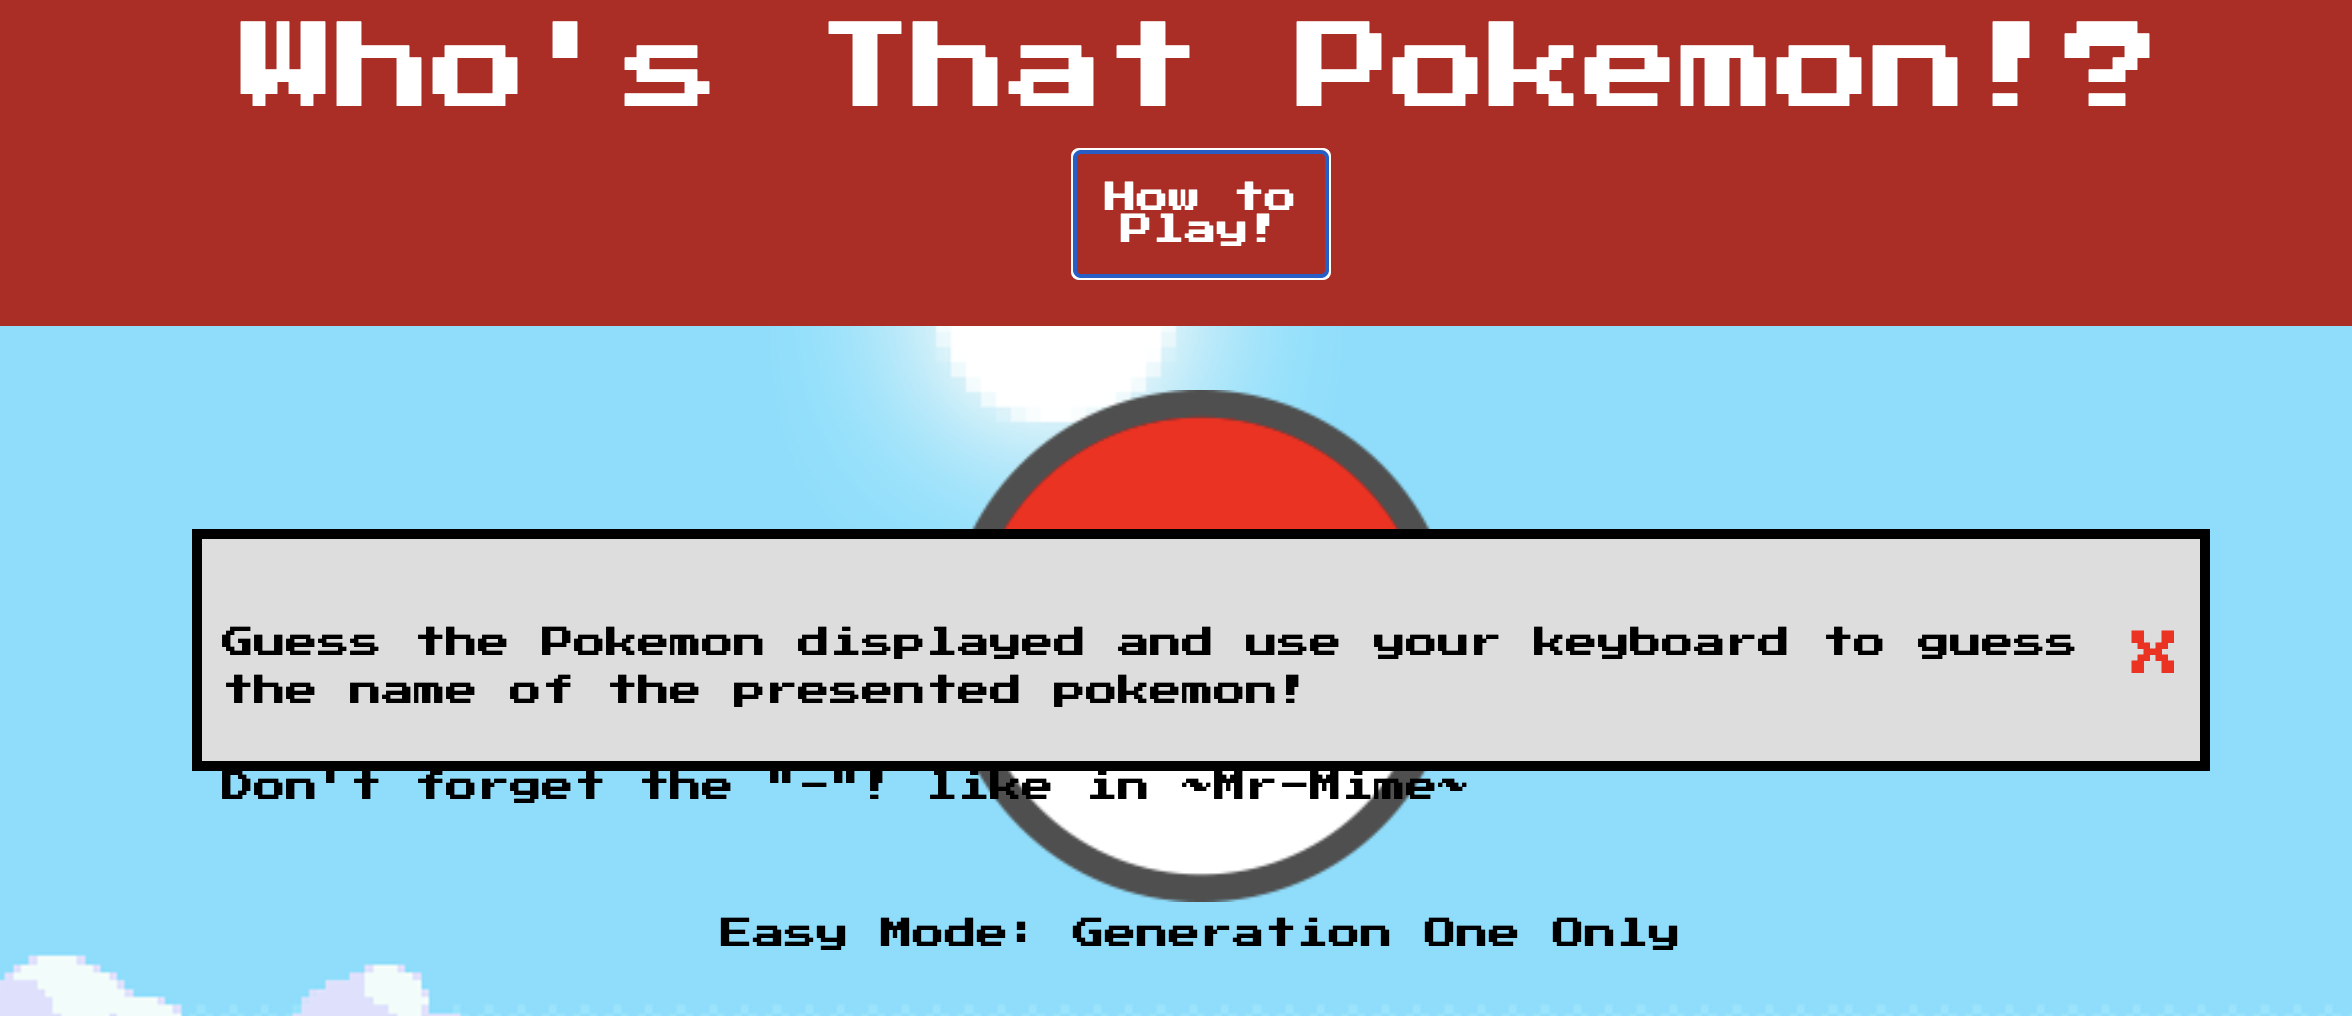 Who's That Pokemon!?
How to
Play!
Guess the Pokemon displayed and use your keyboard to guess
the name of the presented pokemon!
X
Don't forget the "-"! like in ~Mr-Mime~
Easy Mode: Generation One Only